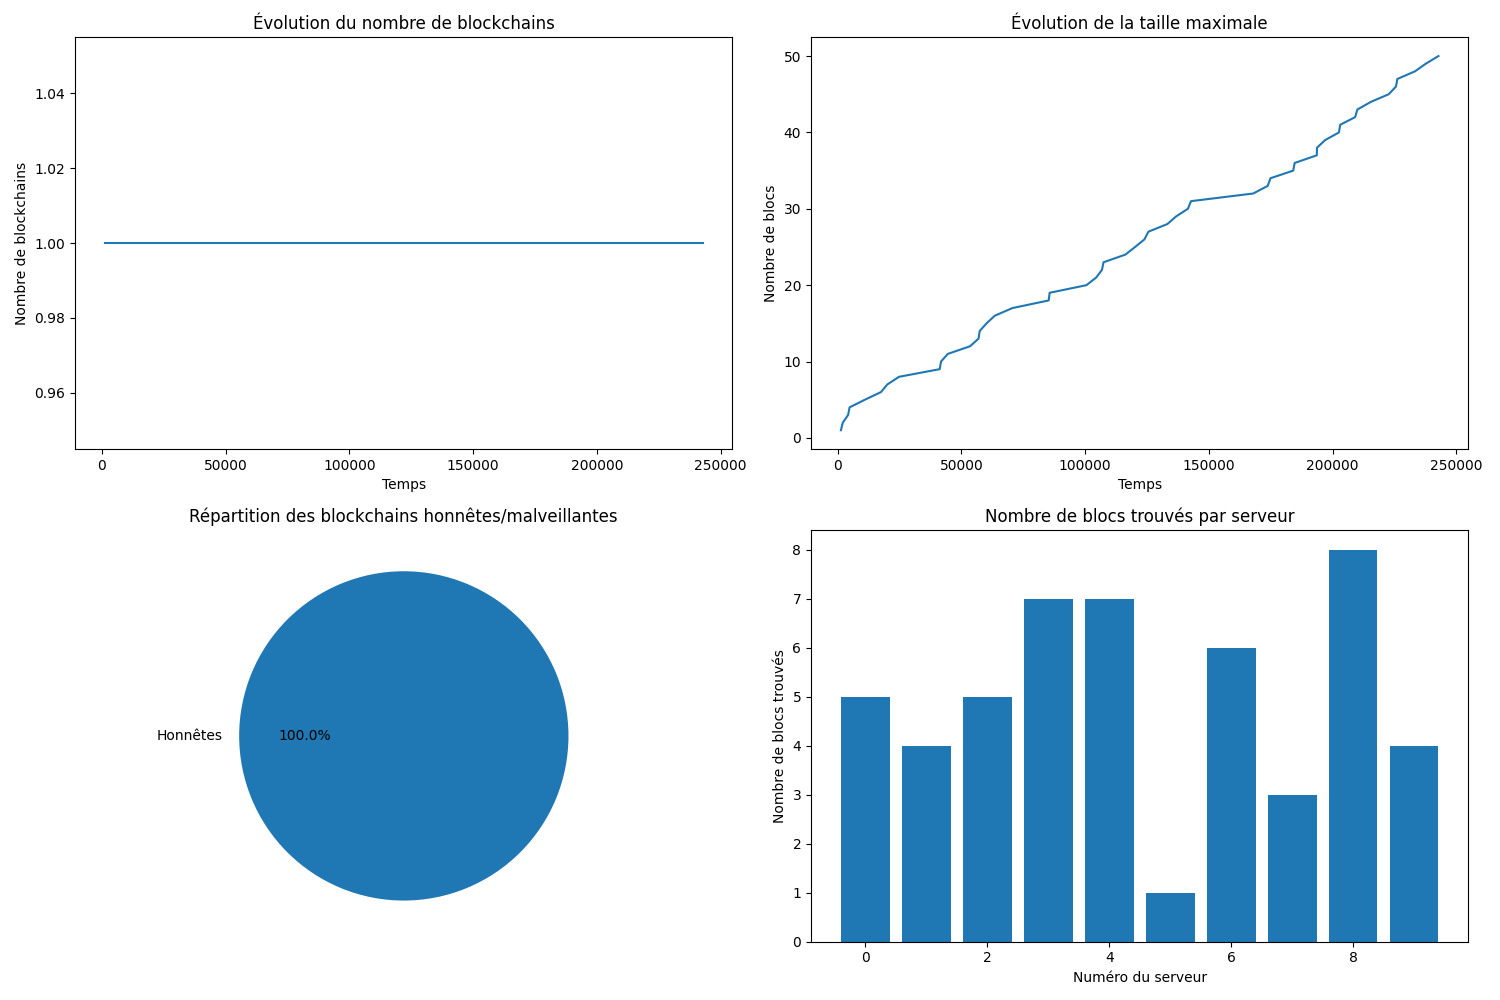 Évolution du nombre de blockchains
Nombre de blockchains
1.04
1.02
1.00
0.98
0.96
0 50000 100000 150000 200000 250000
Temps
Évolution de la taille maximale
Nombre de blocs
50
40
30
20
10
0
0 50000 100000 150000 200000 250000
Temps
Répartition des blockchains honnêtes/malveillantes
Honnêtes
100.0%
Nombre de blocs trouvés par serveur
Nombre de blocs trouvés
8
7
6
5
4
3
2
1
0
0 2 4 6 8
Numéro du serveur